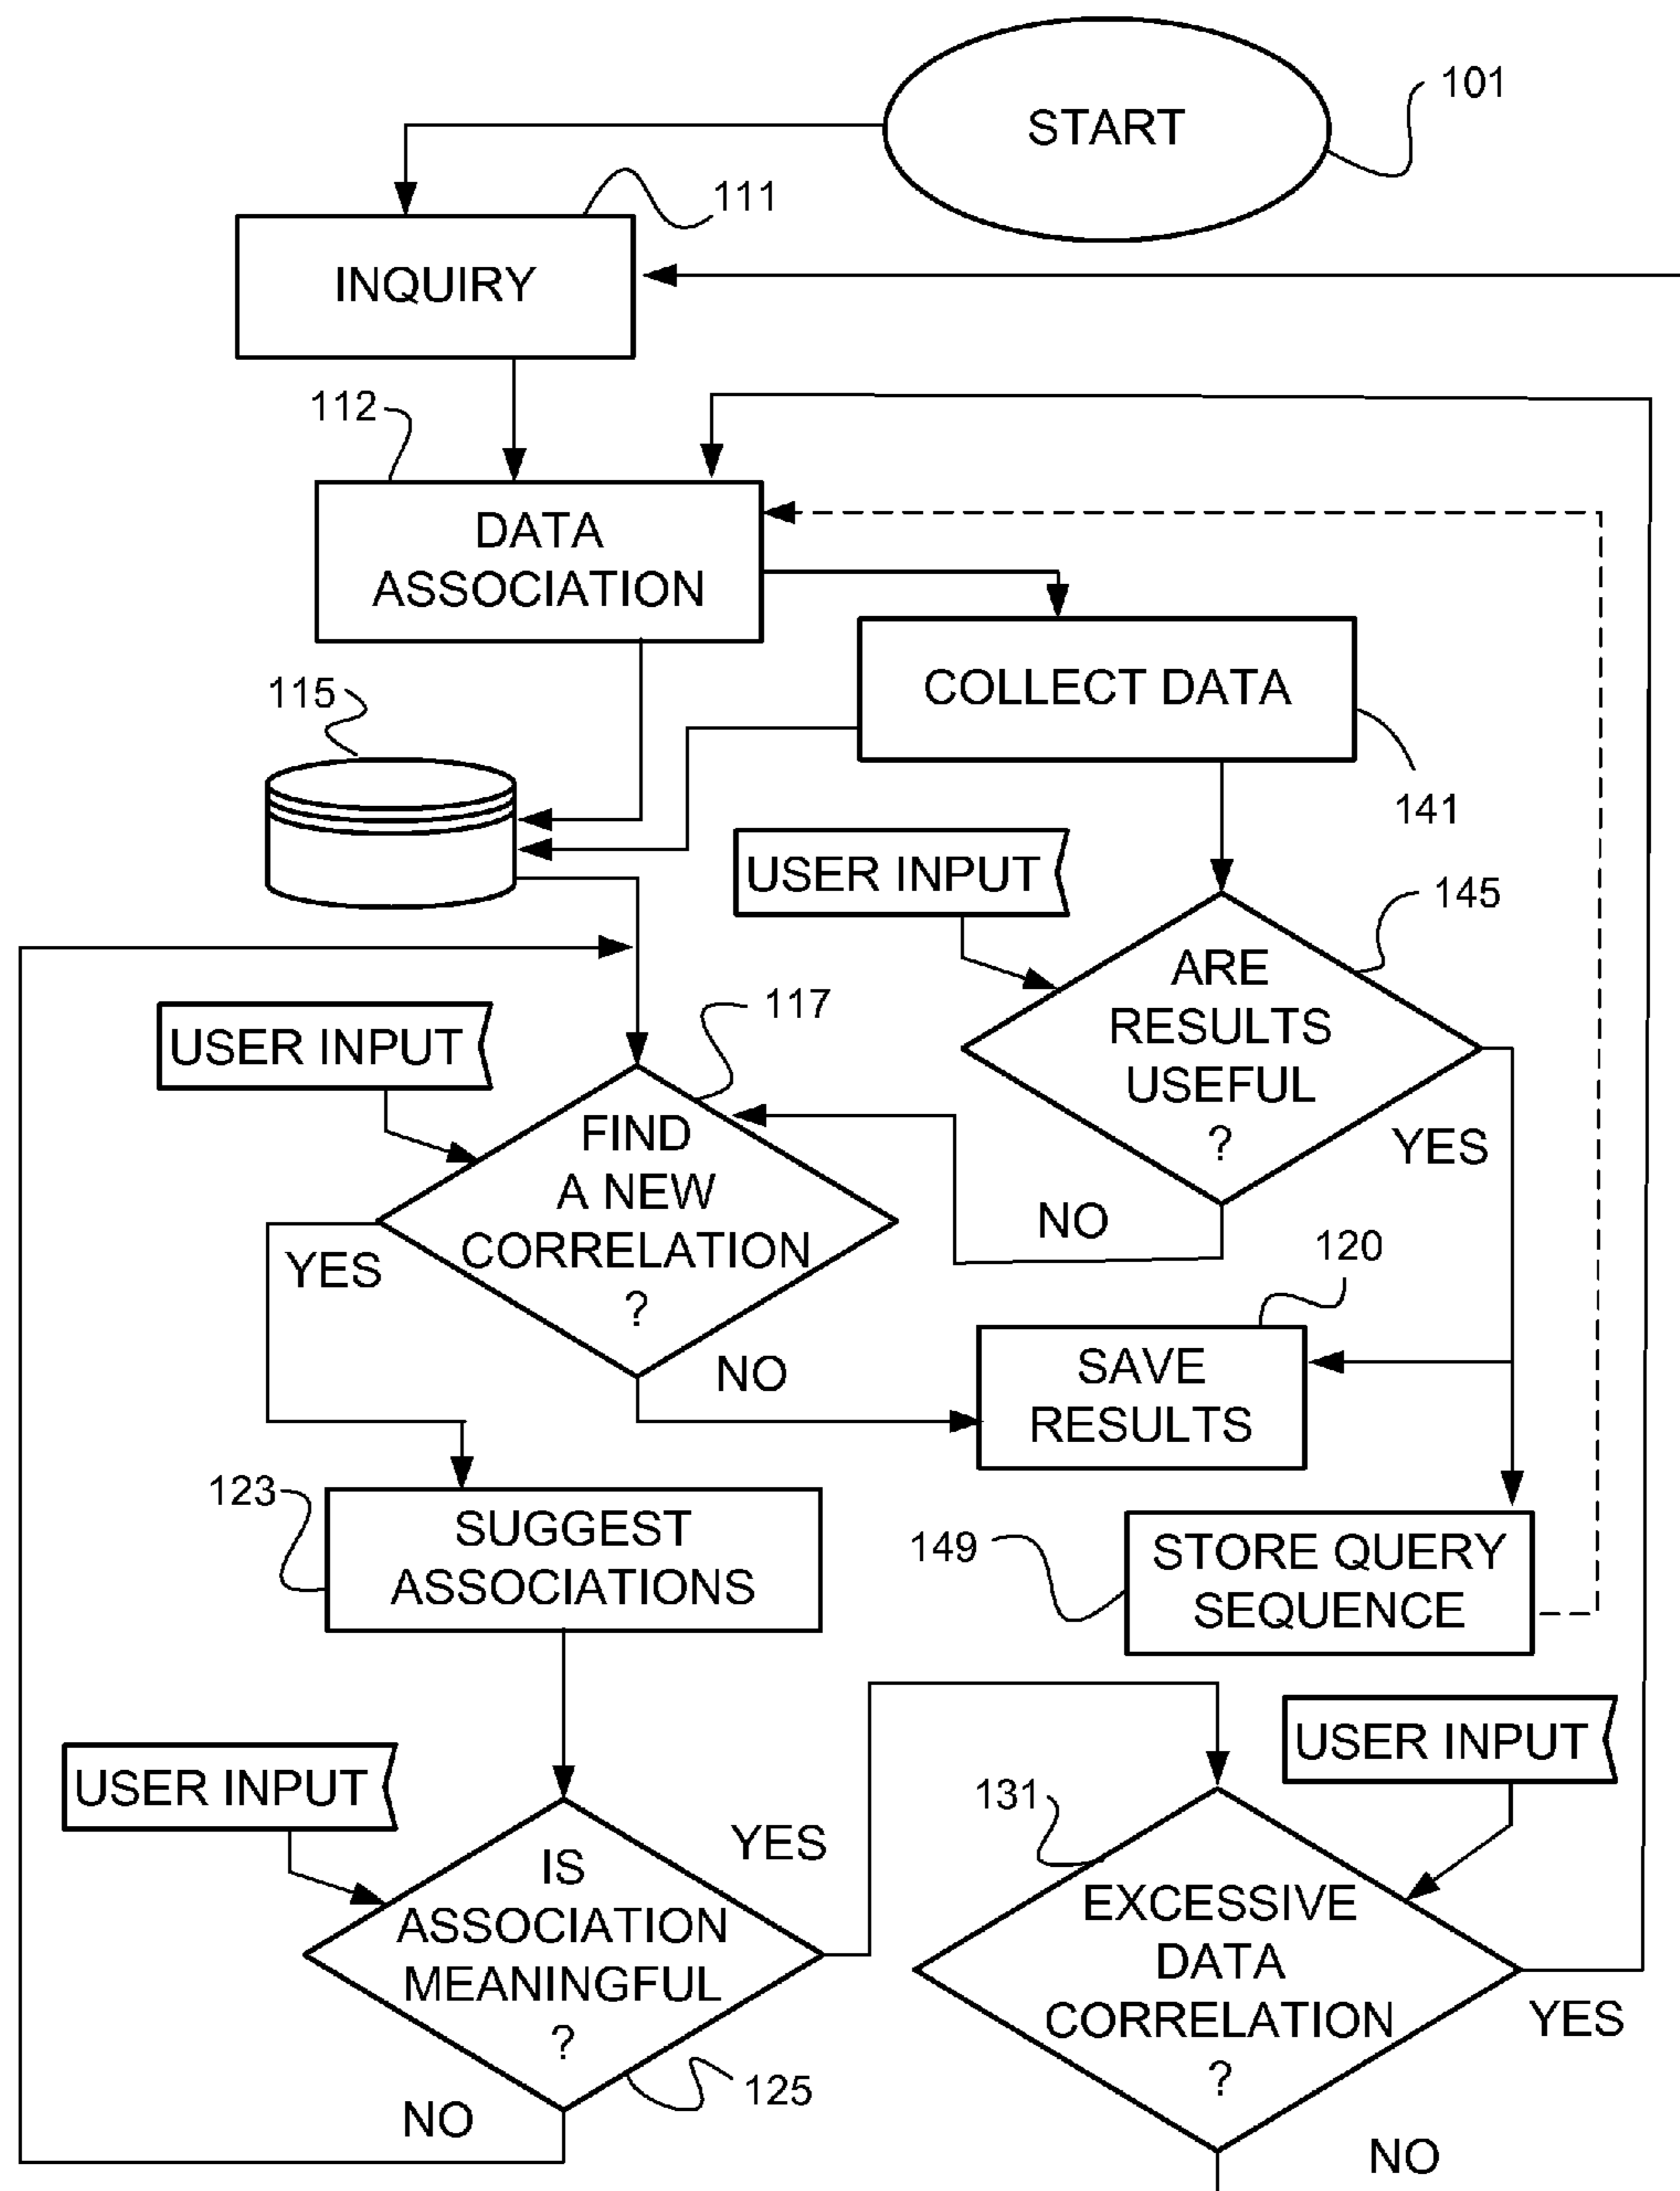 START
101
111
INQUIRY
112
DATA
ASSOCIATION
COLLECT DATA
115
141
USER INPUT
145
ARE
RESULTS
USEFUL
?
117
USER INPUT
FIND
A NEW
CORRELATION
?
YES
NO
YES
120
NO
SAVE
RESULTS
123
SUGGEST
ASSOCIATIONS
149
STORE QUERY
SEQUENCE
USER INPUT
USER INPUT
131
YES
IS
ASSOCIATION
MEANINGFUL
?
EXCESSIVE
DATA
CORRELATION
?
YES
125
NO
NO